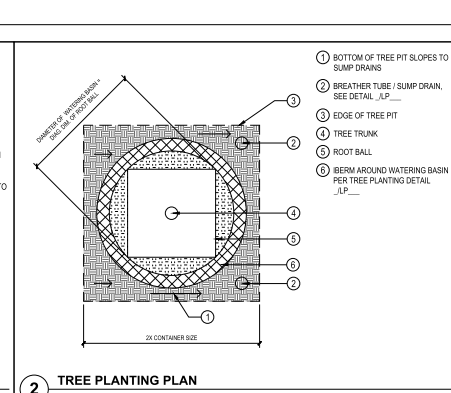 1 BOTTOM OF TREE PIT SLOPES TO
SUMP DRAINS
2 BREATHER TUBE / SUMP DRAIN,
SEE DETAIL _/LP___
3 EDGE OF TREE PIT
4 TREE TRUNK
5 ROOT BALL
6 IBERM AROUND WATERING BASIN
PER TREE PLANTING DETAIL
_/LP___
DIAMETER OF WATERING BASIN =
DIAG. DIM. OF ROOT BALL
3
2
4
5
6
2
1
2X CONTAINER SIZE
TO
2 TREE PLANTING PLAN